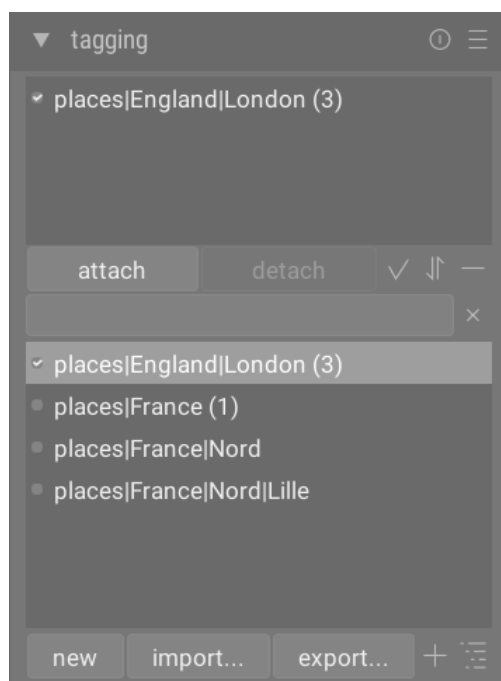 tagging
places|England|London (3)
attach detach
places|England|London (3)
places|France (1)
places|France|Nord
places|France|Nord|Lille
new import... export...